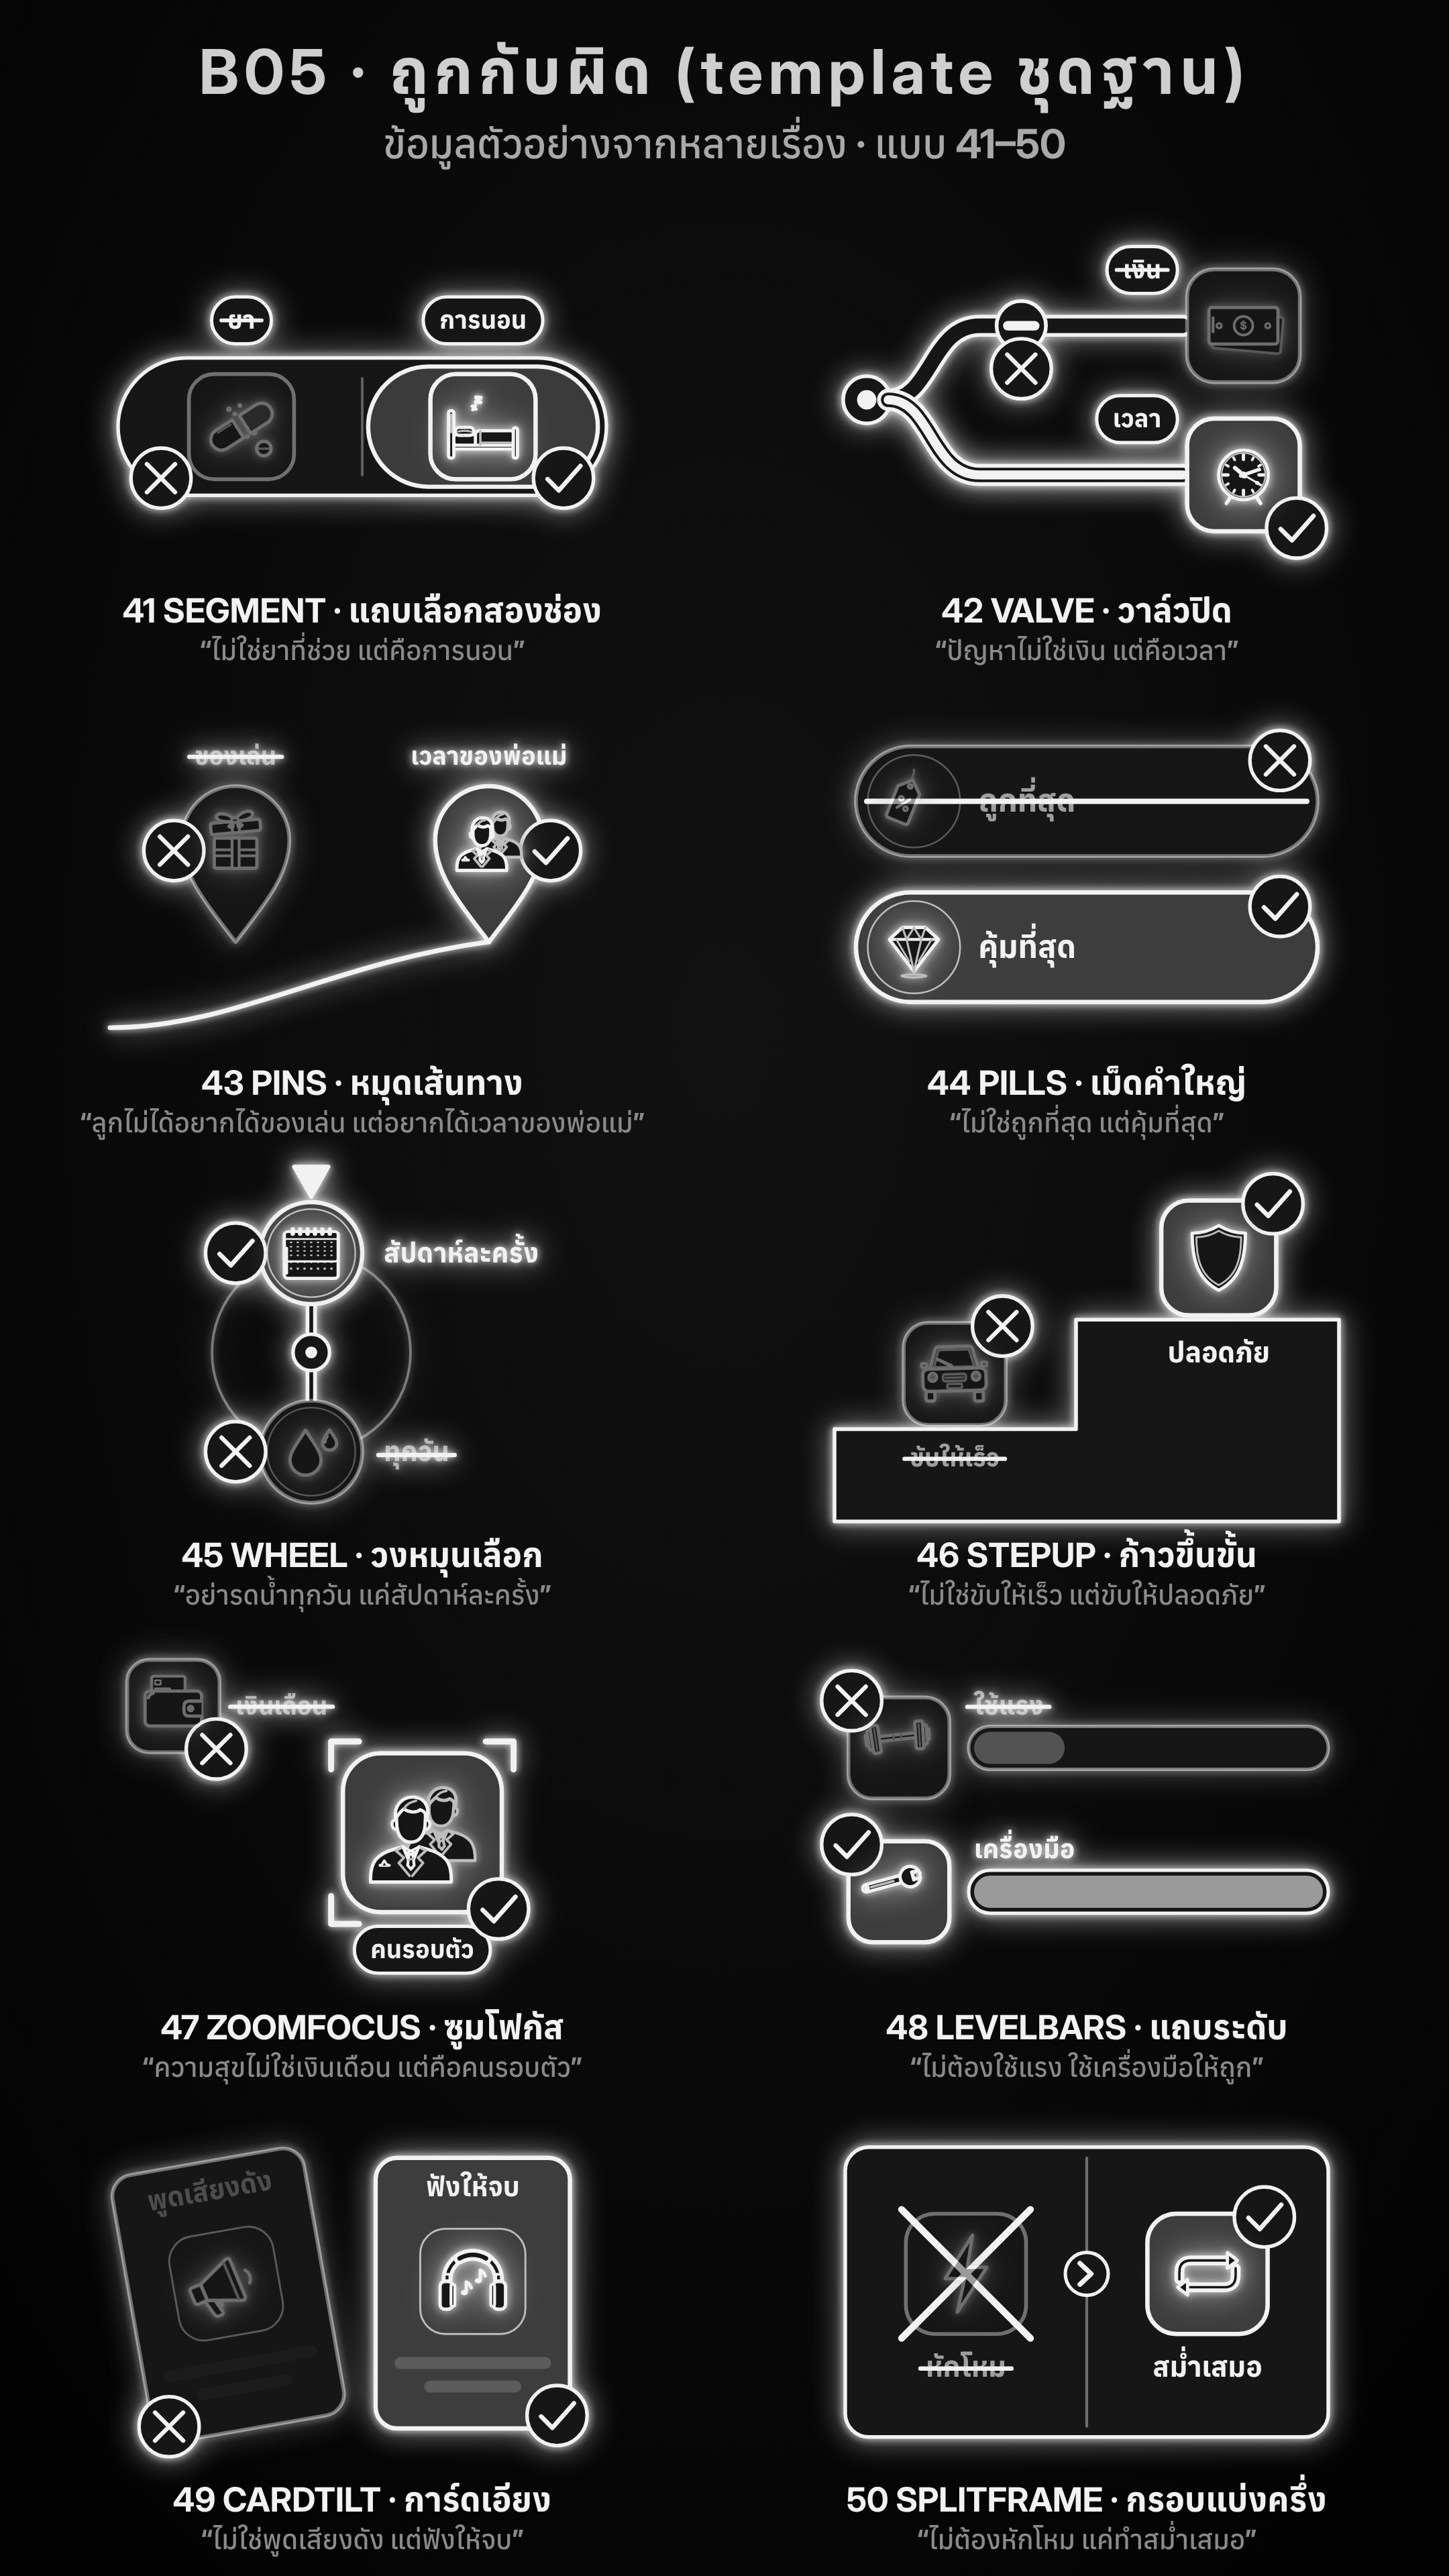 B05 · ถูกกับผิด (template ชุดฐาน)
ข้อมูลตัวอย่างจากหลายเรื่อง · แบบ 41–50
ยา
การนอน
เงิน
เวลา
41 SEGMENT · แถบเลือกสองช่อง
“ไม่ใช่ยาที่ช่วย แต่คือการนอน”
42 VALVE · วาล์วปิด
“ปัญหาไม่ใช่เงิน แต่คือเวลา”
ของเล่น
เวลาของพ่อแม่
ถูกที่สุด
คุ้มที่สุด
43 PINS · หมุดเส้นทาง
“ลูกไม่ได้อยากได้ของเล่น แต่อยากได้เวลาของพ่อแม่”
44 PILLS · เม็ดคำใหญ่
“ไม่ใช่ถูกที่สุด แต่คุ้มที่สุด”
สัปดาห์ละครั้ง
ทุกวัน
ปลอดภัย
ขับให้เร็ว
45 WHEEL · วงหมุนเลือก
“อย่ารดน้ำทุกวัน แค่สัปดาห์ละครั้ง”
46 STEPUP · ก้าวขึ้นขั้น
“ไม่ใช่ขับให้เร็ว แต่ขับให้ปลอดภัย”
เงินเดือน
คนรอบตัว
ใช้แรง
เครื่องมือ
47 ZOOMFOCUS · ซูมโฟกัส
“ความสุขไม่ใช่เงินเดือน แต่คือคนรอบตัว”
48 LEVELBARS · แถบระดับ
“ไม่ต้องใช้แรง ใช้เครื่องมือให้ถูก”
พูดเสียงดัง
ฟังให้จบ
หักโหม
สม่ำเสมอ
49 CARDTILT · การ์ดเอียง
“ไม่ใช่พูดเสียงดัง แต่ฟังให้จบ”
50 SPLITFRAME · กรอบแบ่งครึ่ง
“ไม่ต้องหักโหม แค่ทำสม่ำเสมอ”